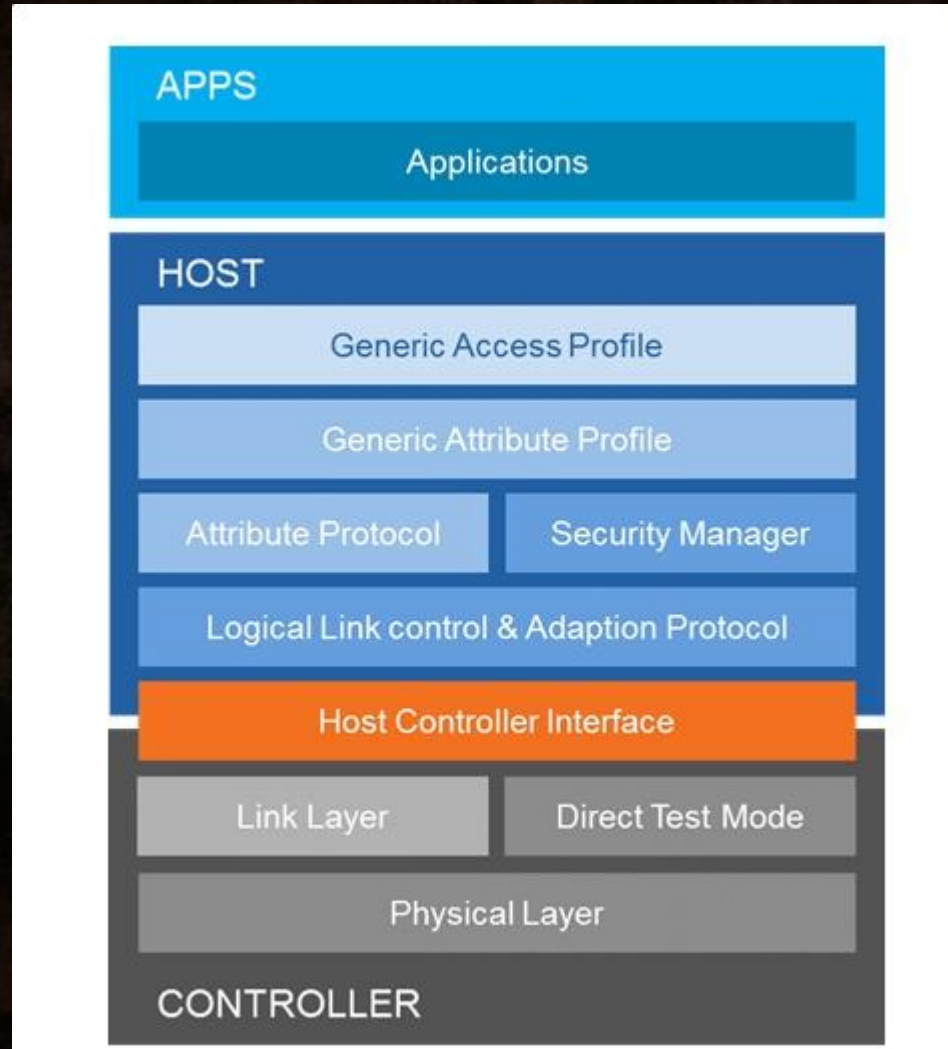 APPS
Applications
HOST
Generic Access Profile
Generic Attribute Profile
Attribute Protocol
Security Manager
Logical Link control & Adaption Protocol
Host Controller Interface
Link Layer
Direct Test Mode
Physical Layer
CONTROLLER